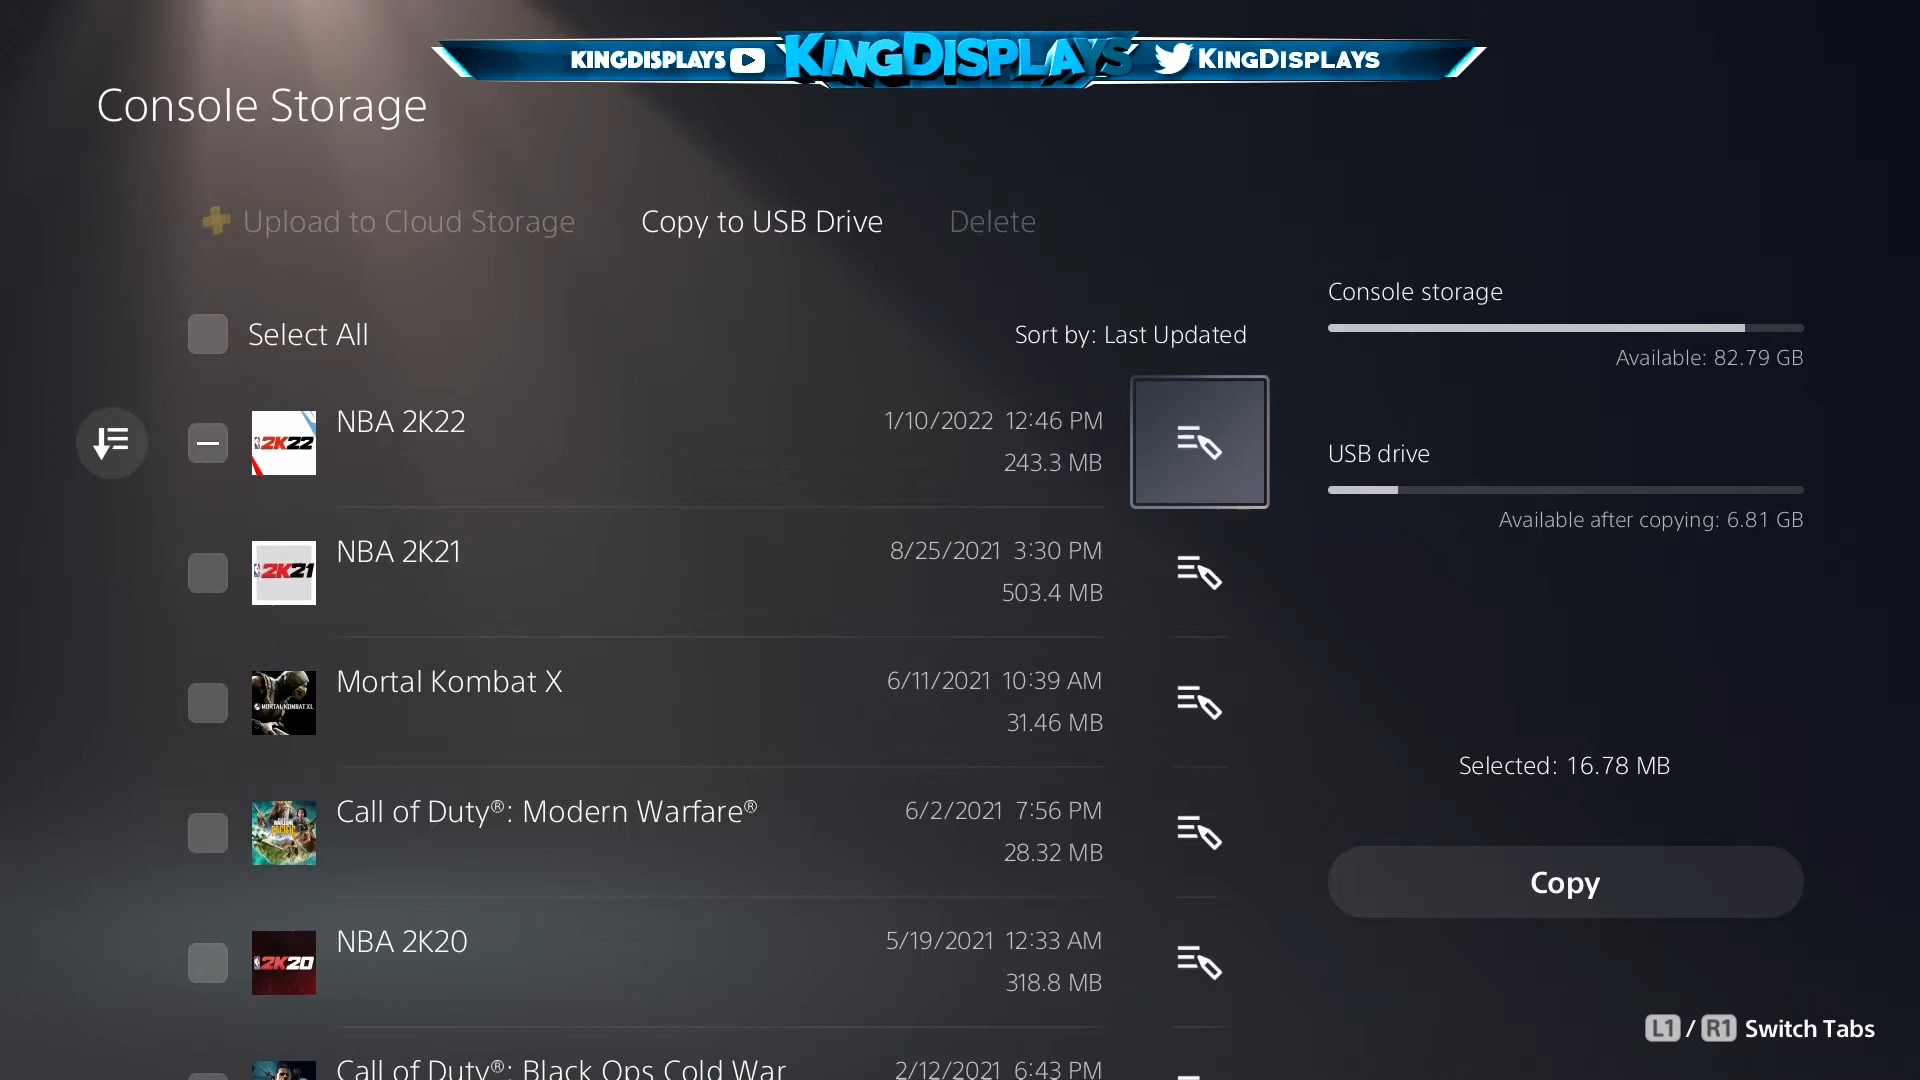 KINGDISPLAYS
KINGDISPLAYS
KINGDISPLAYS
Console Storage
Upload to Cloud Storage
Copy to USB Drive
Delete
Select All
Sort by: Last Updated
2K22
NBA 2K22
1/10/2022 12:46 PM
243.3 MB
2K21
NBA 2K21
8/25/2021 3:30 PM
503.4 MB
MORTAL KOMBAT XL
Mortal Kombat X
6/11/2021 10:39 AM
31.46 MB
Call of Duty®: Modern Warfare®
6/2/2021 7:56 PM
28.32 MB
2K20
NBA 2K20
5/19/2021 12:33 AM
318.8 MB
Call of Duty®: Black Ops Cold War
2/12/2021 6:43 PM
Console storage
Available: 82.79 GB
USB drive
Available after copying: 6.81 GB
Selected: 16.78 MB
Copy
L1 / R1 Switch Tabs